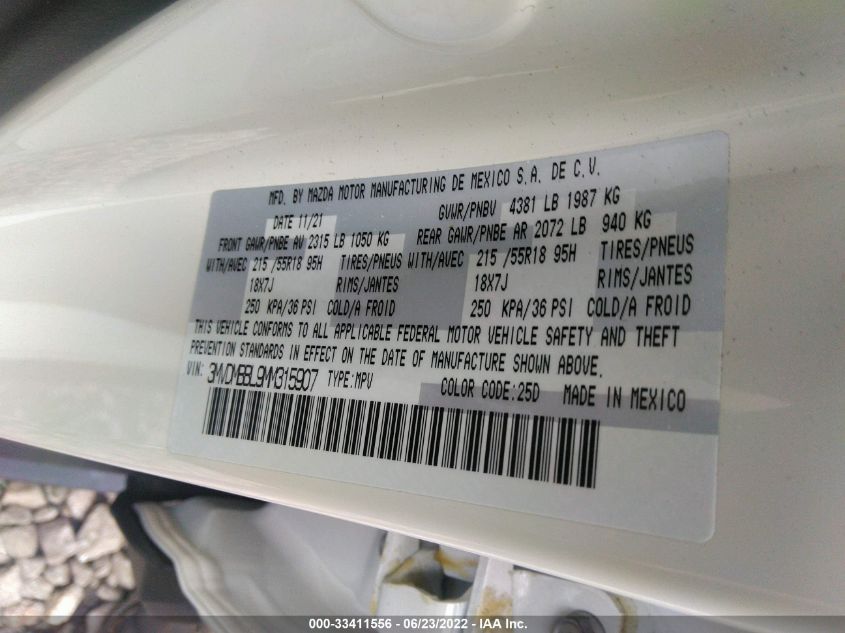 MFD. BY MAZDA MOTOR MANUFACTURING DE MEXICO S.A. DE C.V.
DATE 11/21 GVWR/PNBV 4381 LB 1987 KG
FRONT GAWR/PNBE AV 2315 LB 1050 KG REAR GAWR/PNBE AR 2072 LB 940 KG
WITH/AVEC 215 /55R18 95H TIRES/PNEUS WITH/AVEC 215 /55R18 95H TIRES/PNEUS
18X7J RIMS/JANTES 18X7J RIMS/JANTES
250 KPA/36 PSI COLD/A FROID 250 KPA/36 PSI COLD/A FROID
THIS VEHICLE CONFORMS TO ALL APPLICABLE FEDERAL MOTOR VEHICLE SAFETY AND THEFT
PREVENTION STANDARDS IN EFFECT ON THE DATE OF MANUFACTURE SHOWN ABOVE.
VIN: 3MVDMBBL9MM315907 TYPE:MPV COLOR CODE:25D MADE IN MEXICO
000-33411556 - 06/23/2022 - IAA Inc.